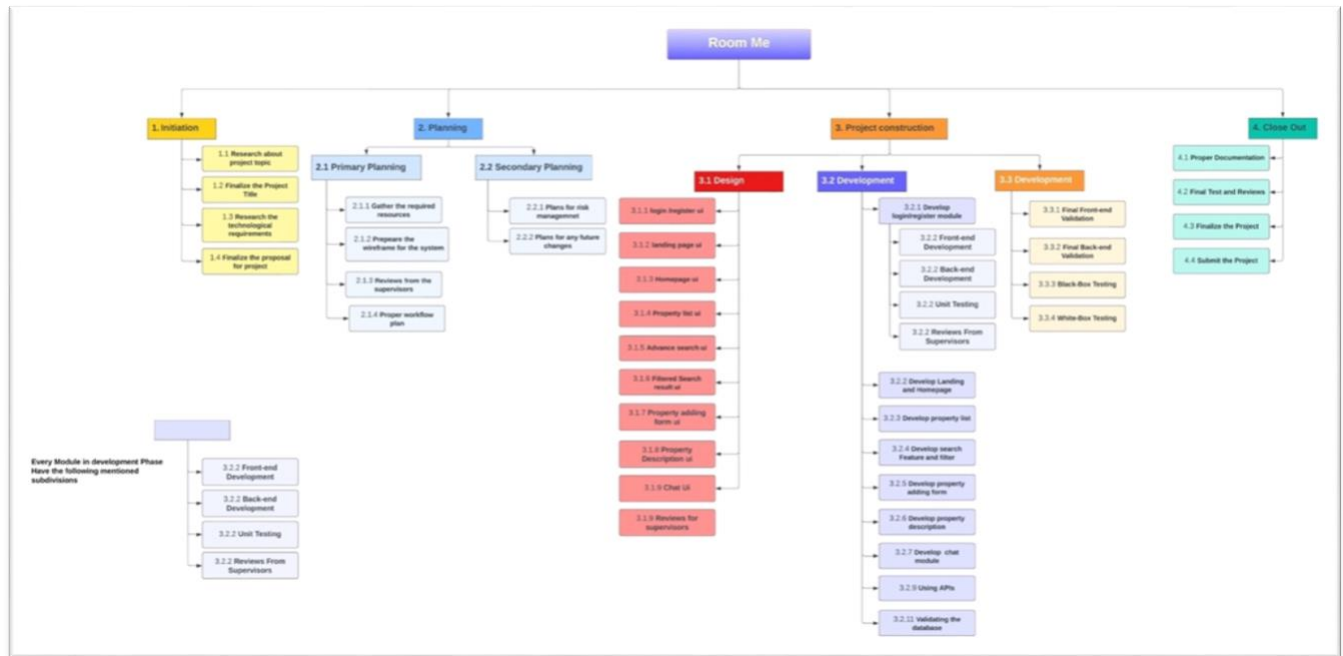 Room Me
1. Initiation
2. Planning
3. Project construction
4. Close Out
1.1 Research about
project topic
1.2 Finalize the Project
Title
1.3 Research the
technological
requirements
1.4 Finalize the proposal
for project
2.1 Primary Planning
2.1.1 Gather the required
resources
2.1.2 Prepeare the
wireframe for the system
2.1.3 Reviews from the
supervisors
2.1.4 Proper workflow
plan
2.2 Secondary Planning
2.2.1 Plans for risk
managemnet
2.2.2 Plans for any future
changes
3.1 Design
3.1.1 login /register ui
3.1.2 landing page ui
3.1.3 Homepage ui
3.1.4 Property list ui
3.1.5 Advance search ui
3.1.6 Filtered Search
result ui
3.1.7 Property adding
form ui
3.1.8 Property
Description ui
3.1.9 Chat Ui
3.1.9 Reviews for
supervisors
3.2 Development
3.2.1 Develop
login/register module
3.2.2 Front-end
Development
3.2.2 Back-end
Development
3.2.2 Unit Testing
3.2.2 Reviews From
Supervisors
3.2.2 Develop Landing
and Homepage
3.2.3 Develop property list
3.2.4 Develop search
Feature and filter
3.2.5 Develop property
adding form
3.2.6 Develop property
description
3.2.7 Develop chat
module
3.2.9 Using APIs
3.2.11 Validating the
database
3.3 Development
3.3.1 Final Front-end
Validation
3.3.2 Final Back-end
Validation
3.3.3 Black-Box Testing
3.3.4 White-Box Testing
4.1 Proper Documentation
4.2 Final Test and Reviews
4.3 Finalize the Project
4.4 Submit the Project
Every Module in development Phase
Have the following mentioned
subdivisions
3.2.2 Front-end
Development
3.2.2 Back-end
Development
3.2.2 Unit Testing
3.2.2 Reviews From
Supervisors